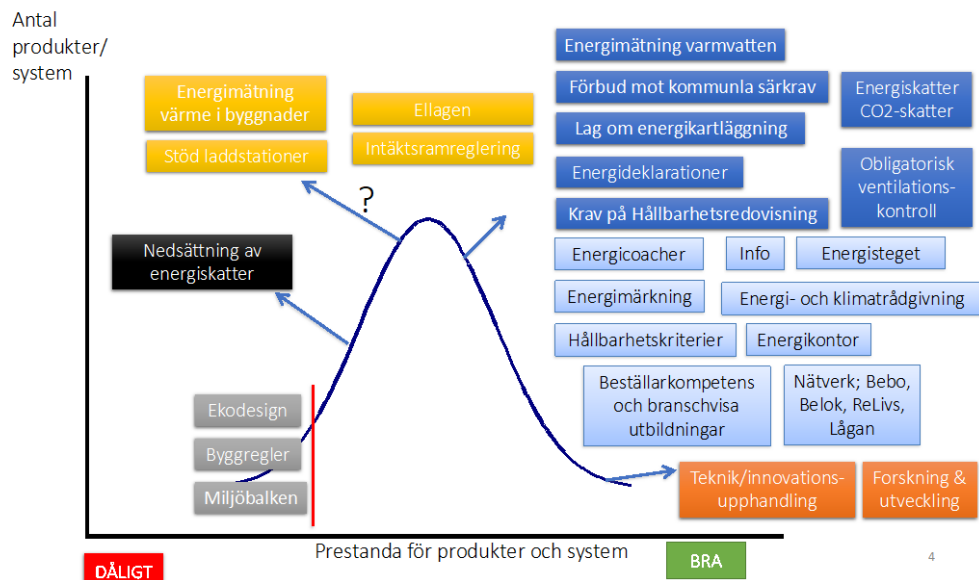 Antal
produkter/
system
Energimätning
värme i byggnader
Stöd laddstationer
Ellagen
Intäktsramreglering
Energimätning varmvatten
Förbud mot kommunla särkrav
Lag om energikartläggning
Energideklarationer
Krav på Hållbarhetsredovisning
Energiskatter
CO2-skatter
Obligatorisk
ventilations-
kontroll
?
Nedsättning av
energiskatter
Energicoacher
Info
Energisteget
Energimärkning
Energi- och klimatrådgivning
Hållbarhetskriterier
Energikontor
Beställarkompetens
och branschvisa
utbildningar
Nätverk; Bebo,
Belok, ReLivs,
Lågan
Ekodesign
Byggregler
Miljöbalken
Teknik/innovations-
upphandling
Forskning &
utveckling
DÅLIGT
Prestanda för produkter och system
BRA
4